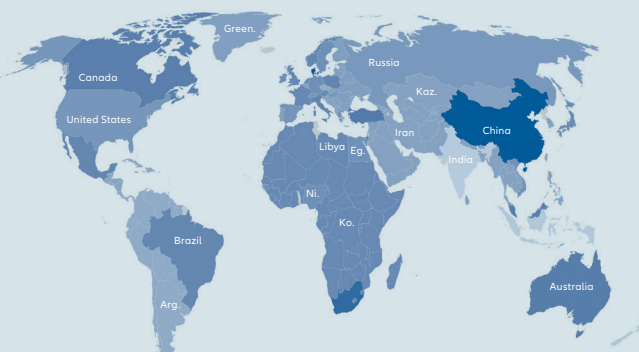 Green.
Canada
Russia
Kaz.
United States
China
Iran
Libya
Eg.
India
Ni.
Ko.
Brazil
Australia
Arg.